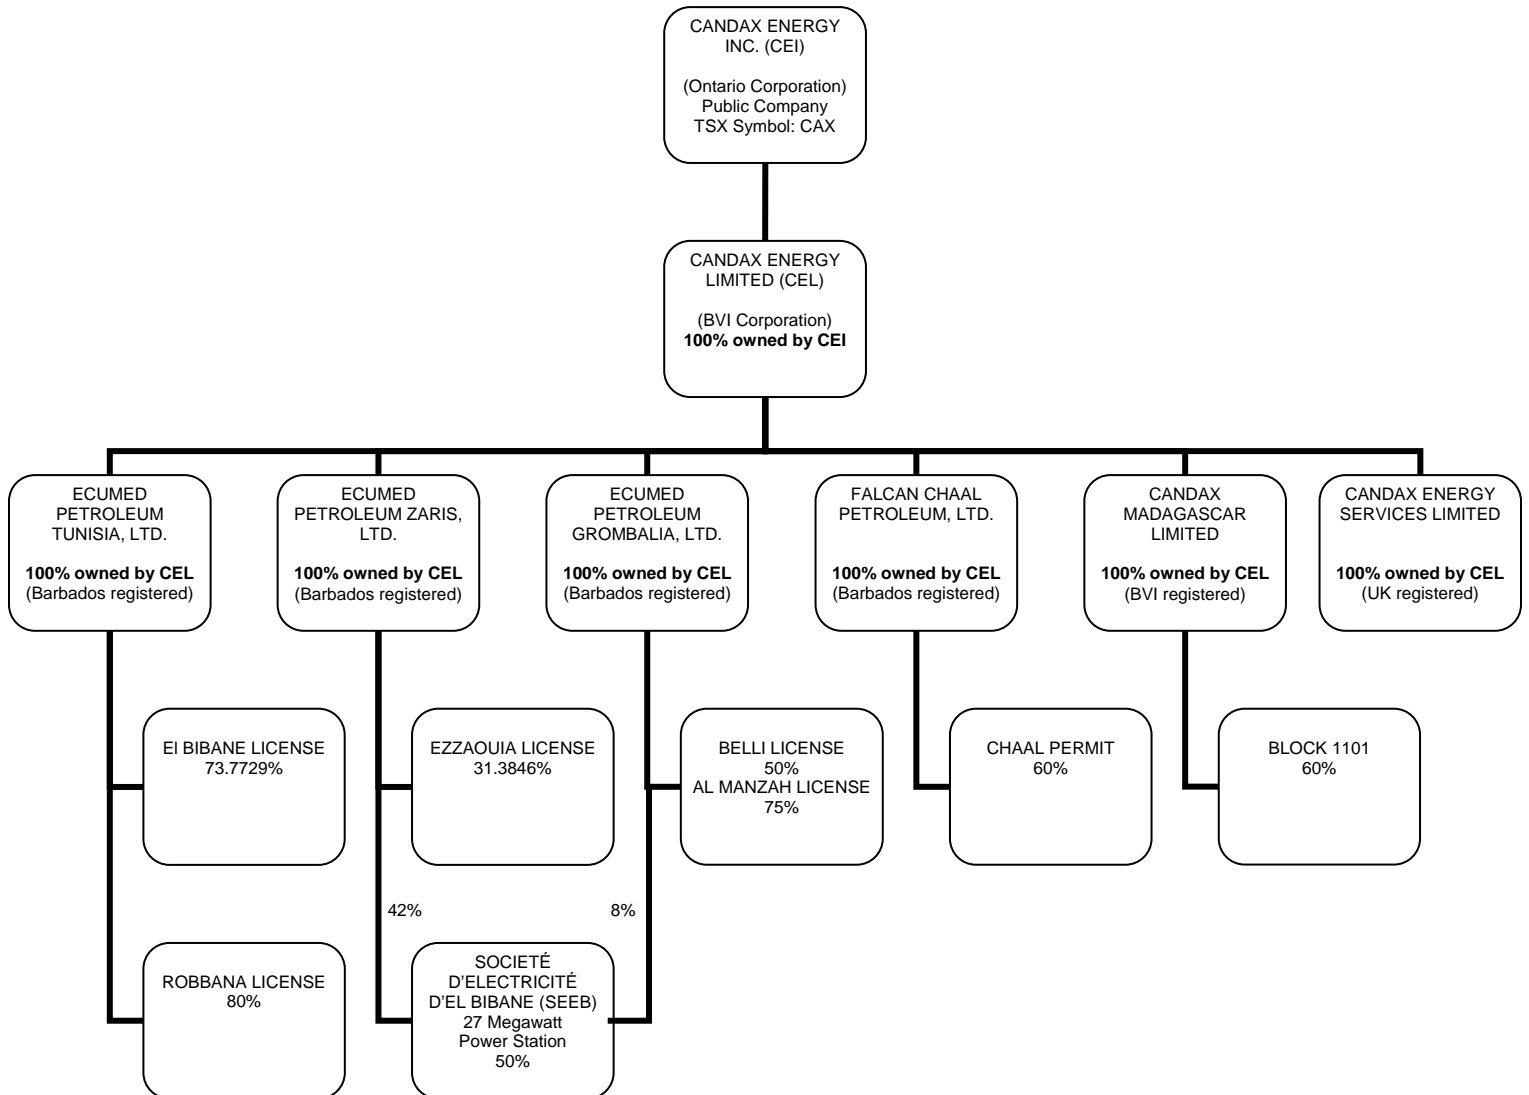 CANDAX ENERGY
INC. (CEI)
(Ontario Corporation)
Public Company
TSX Symbol: CAX
CANDAX ENERGY
LIMITED (CEL)
(BVI Corporation)
100% owned by CEI
ECUMED
PETROLEUM
TUNISIA, LTD.
100% owned by CEL
(Barbados registered)
ECUMED
PETROLEUM ZARIS,
LTD.
100% owned by CEL
(Barbados registered)
ECUMED
PETROLEUM
GROMBALIA, LTD.
100% owned by CEL
(Barbados registered)
FALCAN CHAAL
PETROLEUM, LTD.
100% owned by CEL
(Barbados registered)
CANDAX
MADAGASCAR
LIMITED
100% owned by CEL
(BVI registered)
CANDAX ENERGY
SERVICES LIMITED
100% owned by CEL
(UK registered)
El BIBANE LICENSE
73.7729%
EZZAOUIA LICENSE
31.3846%
BELLI LICENSE
50%
AL MANZAH LICENSE
75%
CHAAL PERMIT
60%
BLOCK 1101
60%
42%
8%
ROBBANA LICENSE
80%
SOCIETÉ
D'ELECTRICITÉ
D'EL BIBANE (SEEB)
27 Megawatt
Power Station
50%